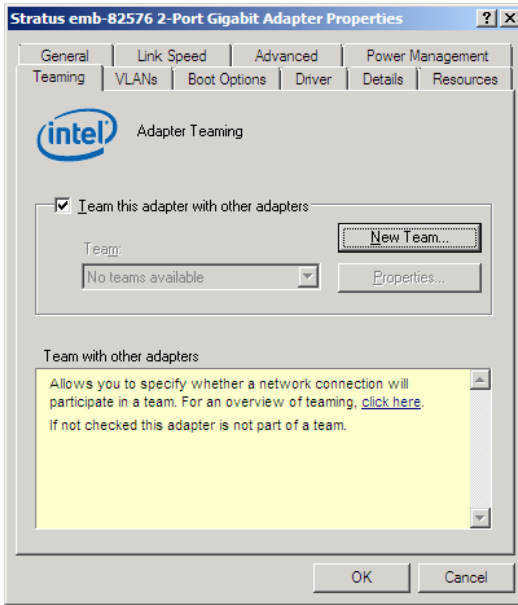 Stratus emb-82576 2-Port Gigabit Adapter Properties
General Link Speed Advanced Power Management
Teaming VLANs Boot Options Driver Details Resources
intel Adapter Teaming
Team this adapter with other adapters
New Team...
Team:
No teams available Properties...
Team with other adapters
Allows you to specify whether a network connection will
participate in a team. For an overview of teaming, click here.
If not checked this adapter is not part of a team.
OK Cancel